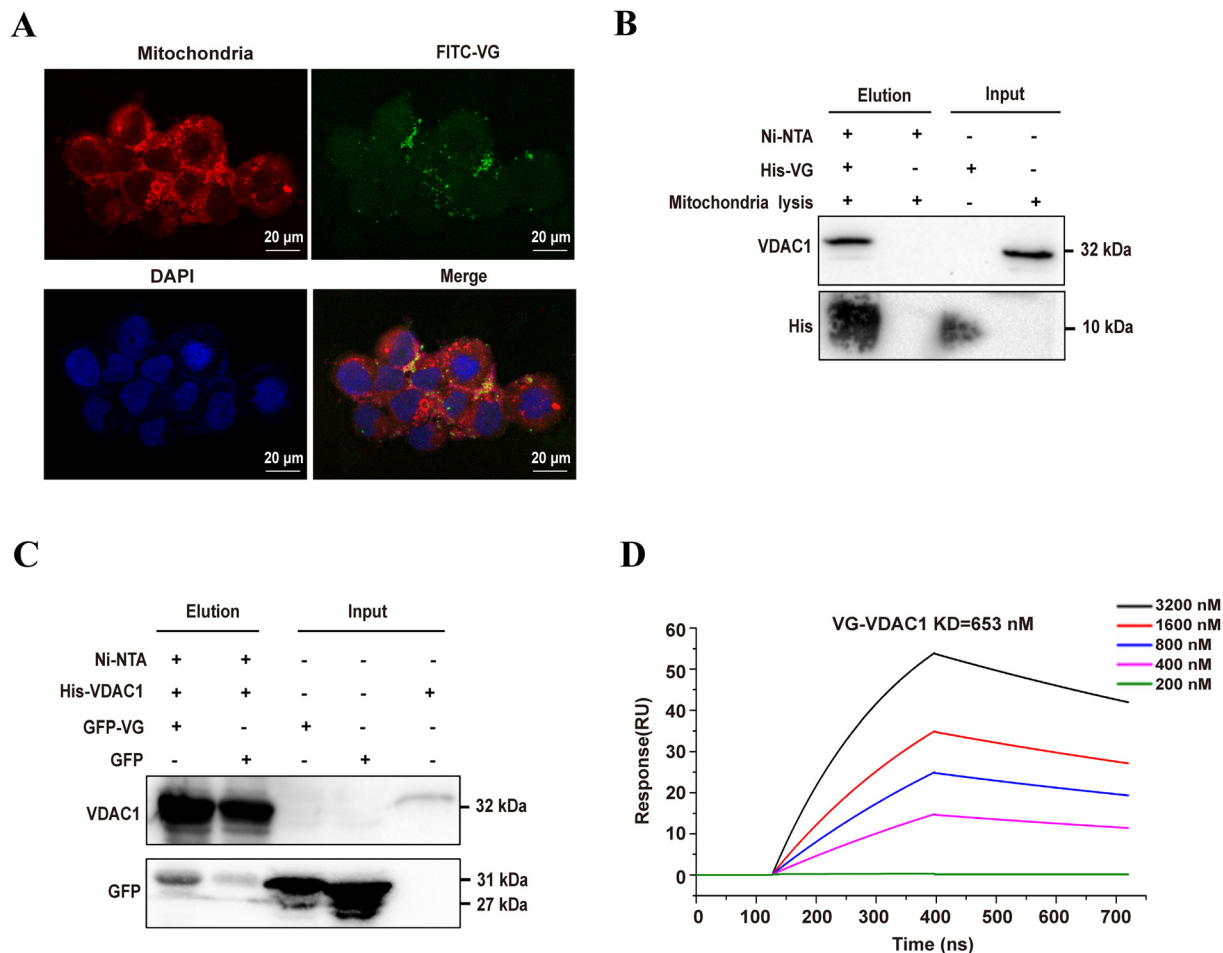 A
Mitochondria
FITC-VG
20 μm
20 μm
DAPI
Merge
20 μm
20 μm
B
Elution Input
Ni-NTA + + - -
His-VG + - + -
Mitochondria lysis + + - +
VDAC1 32 kDa
His 10 kDa
C
Elution Input
Ni-NTA + + - - -
His-VDAC1 + + - - +
GFP-VG + - + - -
GFP - + - + -
VDAC1 32 kDa
GFP 31 kDa
27 kDa
D
VG-VDAC1 KD=653 nM
3200 nM
1600 nM
800 nM
400 nM
200 nM
Response(RU)
60
50
40
30
20
10
0
0 100 200 300 400 500 600 700
Time (ns)